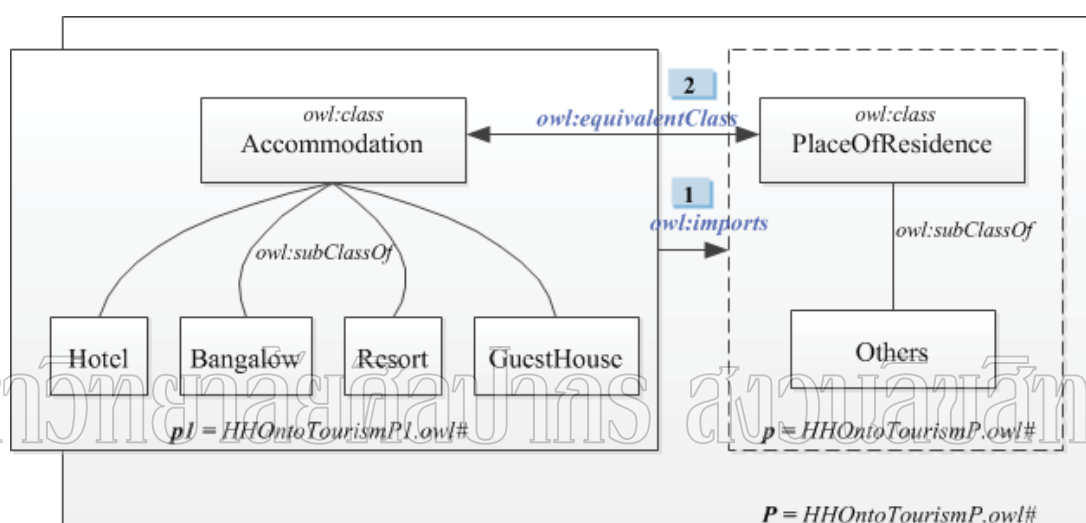 2
owl:class
Accommodation
owl:equivalentClass
owl:class
PlaceOfResidence
1
owl:imports
owl:subClassOf
owl:subClassOf
Hotel
Bangalow
Resort
GuestHouse
Others
p1 = HHOntoTourismP1.owl#
p = HHOntoTourismP.owl#
P = HHOntoTourismP.owl#